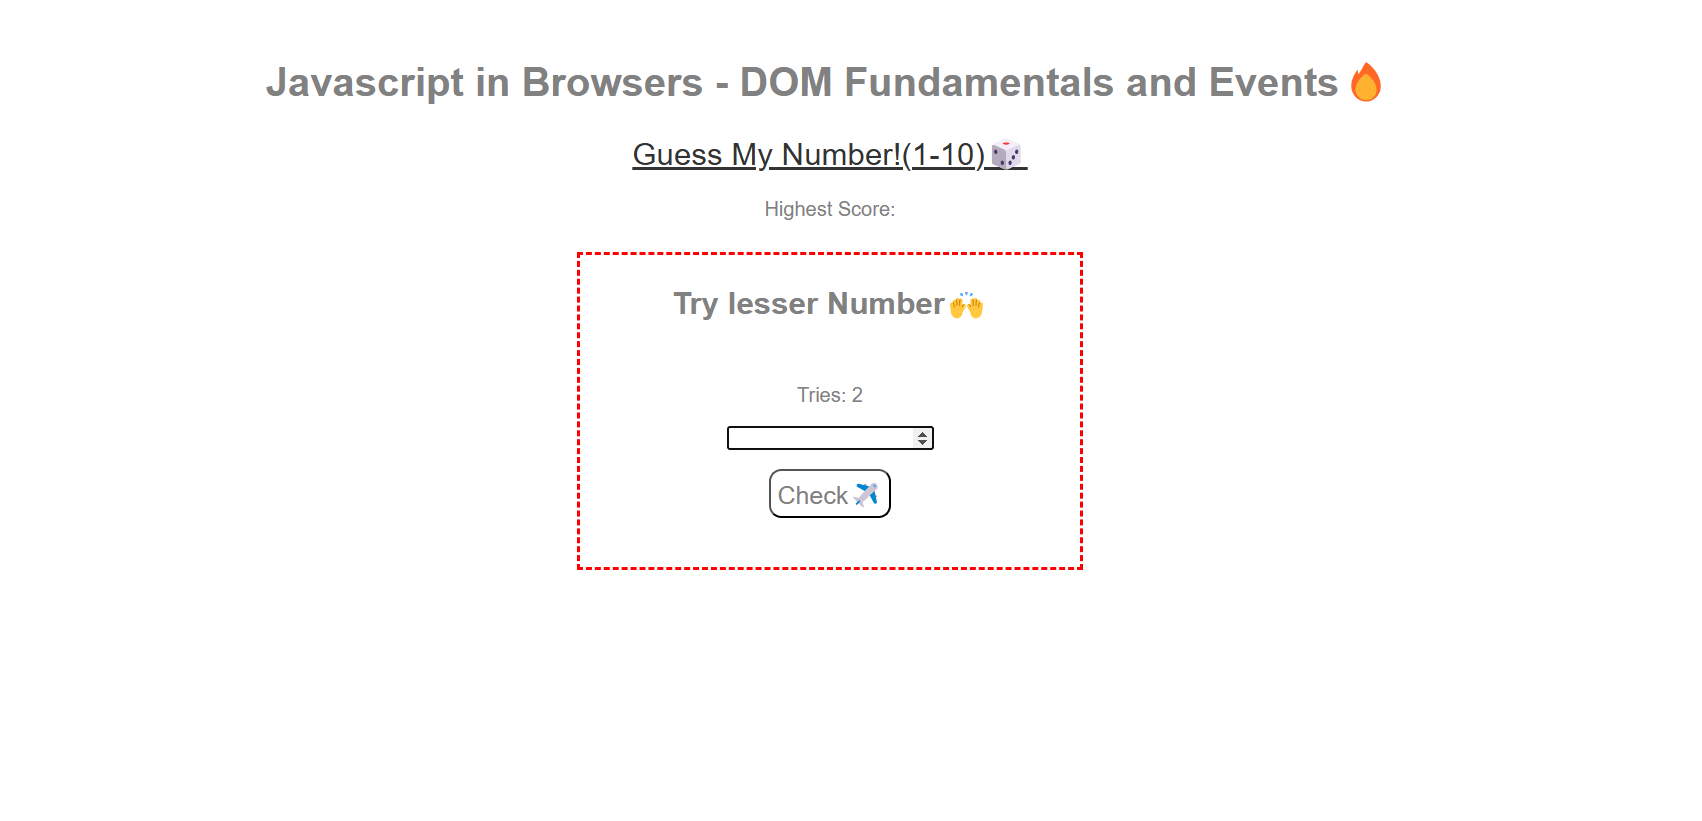 Javascript in Browsers - DOM Fundamentals and Events🔥
Guess My Number!(1-10)🎲
Highest Score:
Try lesser Number🙌
Tries: 2
Check✈️